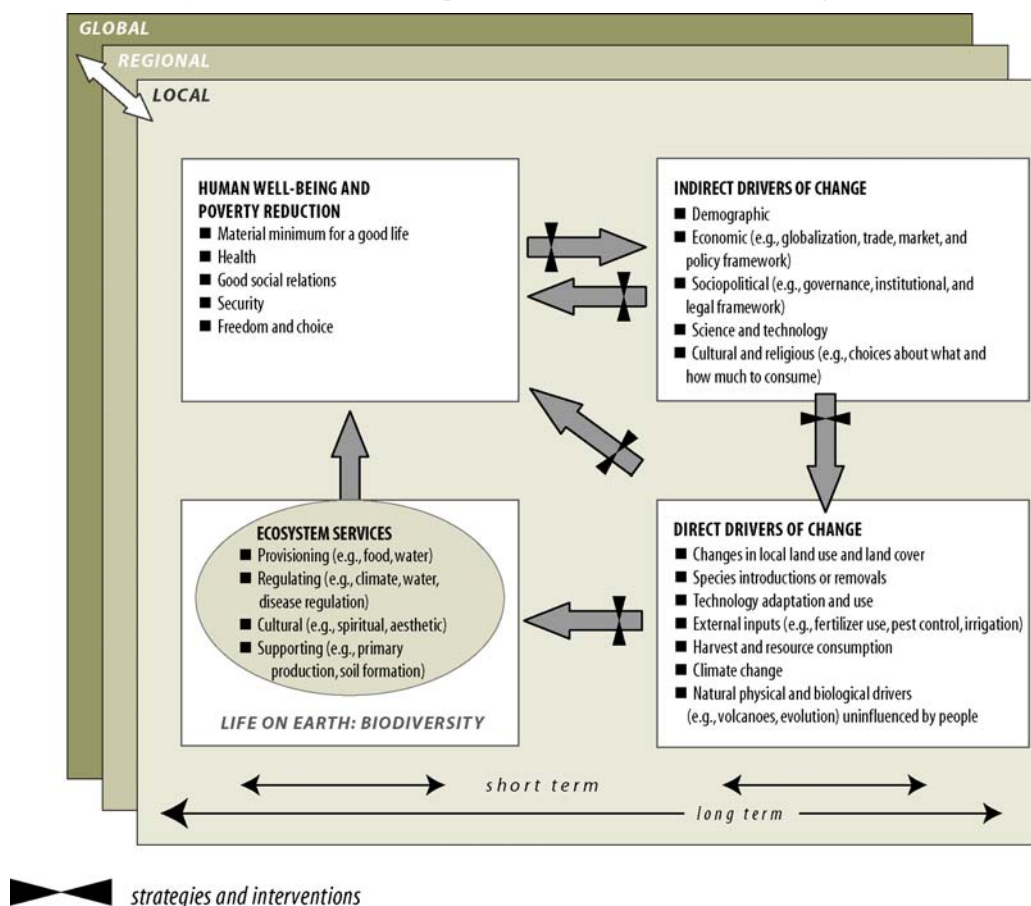 GLOBAL
REGIONAL
LOCAL
HUMAN WELL-BEING AND
POVERTY REDUCTION
■ Material minimum for a good life
■ Health
■ Good social relations
■ Security
■ Freedom and choice
INDIRECT DRIVERS OF CHANGE
■ Demographic
■ Economic (e.g., globalization, trade, market, and
policy framework)
■ Sociopolitical (e.g., governance, institutional, and
legal framework)
■ Science and technology
■ Cultural and religious (e.g., choices about what and
how much to consume)
ECOSYSTEM SERVICES
■ Provisioning (e.g., food, water)
■ Regulating (e.g., climate, water,
disease regulation)
■ Cultural (e.g., spiritual, aesthetic)
■ Supporting (e.g., primary
production, soil formation)
LIFE ON EARTH: BIODIVERSITY
DIRECT DRIVERS OF CHANGE
■ Changes in local land use and land cover
■ Species introductions or removals
■ Technology adaptation and use
■ External inputs (e.g., fertilizer use, pest control, irrigation)
■ Harvest and resource consumption
■ Climate change
■ Natural physical and biological drivers
(e.g., volcanoes, evolution) uninfluenced by people
short term
long term
strategies and interventions